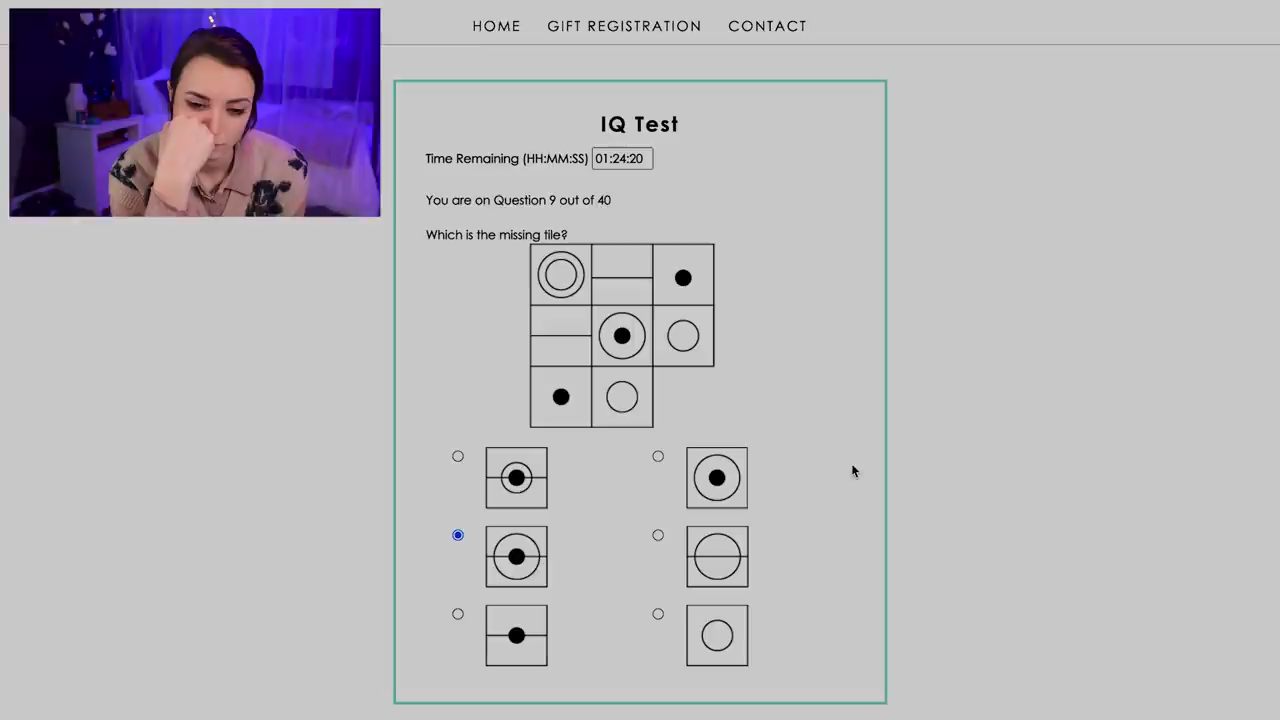 HOME GIFT REGISTRATION CONTACT
IQ Test
Time Remaining (HH:MM:SS) 01:24:20
You are on Question 9 out of 40
Which is the missing tile?